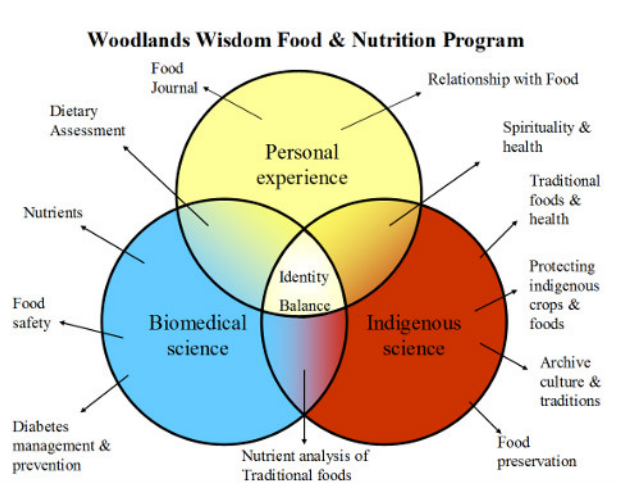 Woodlands Wisdom Food & Nutrition Program
Food
Journal
Relationship with Food
Dietary
Assessment
Spirituality &
health
Personal
experience
Traditional
foods &
health
Nutrients
Identity
Balance
Protecting
indigenous
crops &
foods
Food
safety
Biomedical
science
Indigenous
science
Archive
culture &
traditions
Diabetes
management &
prevention
Nutrient analysis of
Traditional foods
Food
preservation